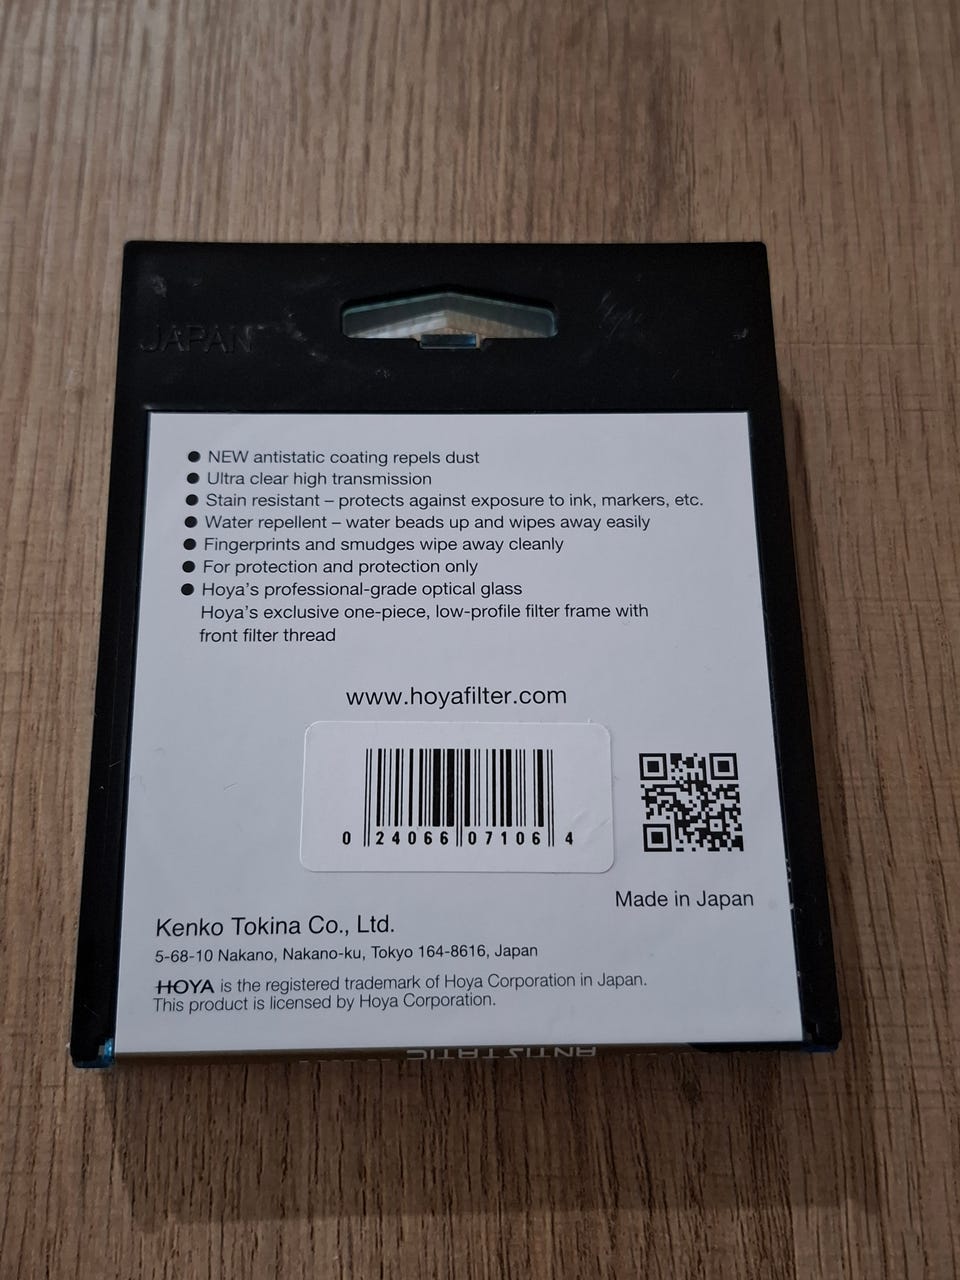 JAPAN
● NEW antistatic coating repels dust
● Ultra clear high transmission
● Stain resistant – protects against exposure to ink, markers, etc.
● Water repellent – water beads up and wipes away easily
● Fingerprints and smudges wipe away cleanly
● For protection and protection only
● Hoya's professional-grade optical glass
Hoya's exclusive one-piece, low-profile filter frame with
front filter thread
www.hoyafilter.com
0 24066 07106 4
Made in Japan
Kenko Tokina Co., Ltd.
5-68-10 Nakano, Nakano-ku, Tokyo 164-8616, Japan
HOYA is the registered trademark of Hoya Corporation in Japan.
This product is licensed by Hoya Corporation.
ANTISTATIC